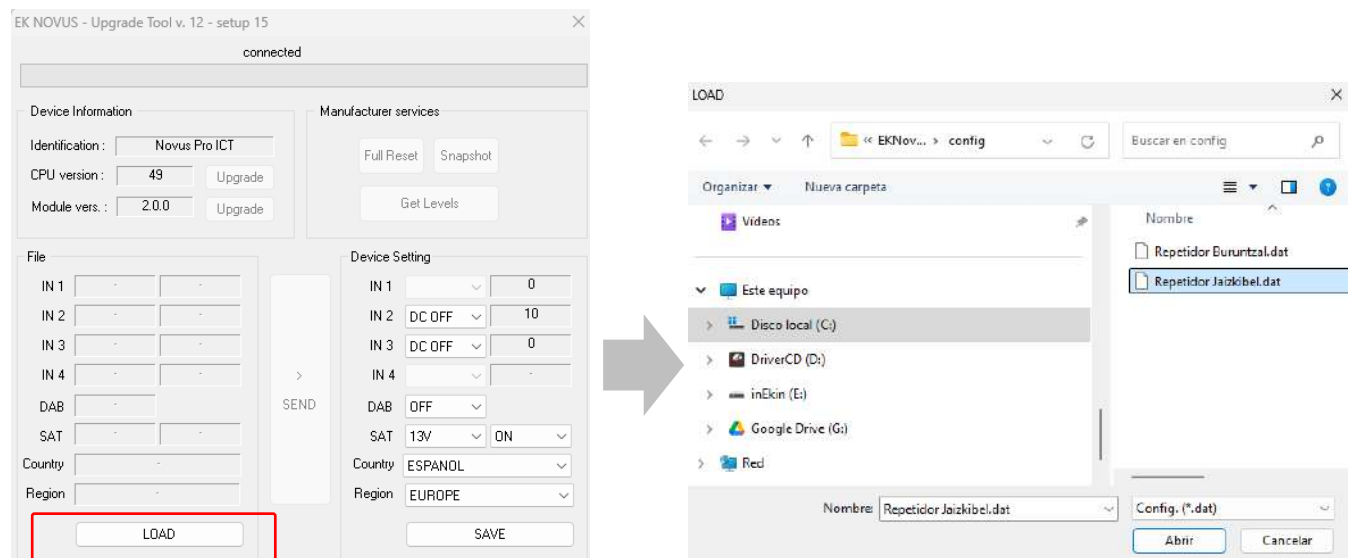 EK NOVUS - Upgrade Tool v. 12 - setup 15
connected
Device Information
Identification : Novus Pro ICT
CPU version : 49 Upgrade
Module vers. : 2.0.0 Upgrade
Manufacturer services
Full Reset Snapshot
Get Levels
File
IN 1 - -
IN 2 - -
IN 3 - -
IN 4 - -
DAB -
SAT - -
Country -
Region -
LOAD
>
SEND
Device Setting
IN 1 0
IN 2 DC OFF 10
IN 3 DC OFF 0
IN 4 -
DAB OFF
SAT 13V ON
Country ESPANOL
Region EUROPE
SAVE
LOAD
« EKNov... > config
Buscar en config
Organizar Nueva carpeta
Vídeos
Este equipo
Disco local (C:)
DriverCD (D:)
inEkin (E:)
Google Drive (G:)
Red
Nombre
Repetidor Buruntzal.dat
Repetidor Jaizkibel.dat
Nombre: Repetidor Jaizkibel.dat
Config. (*.dat)
Abrir Cancelar